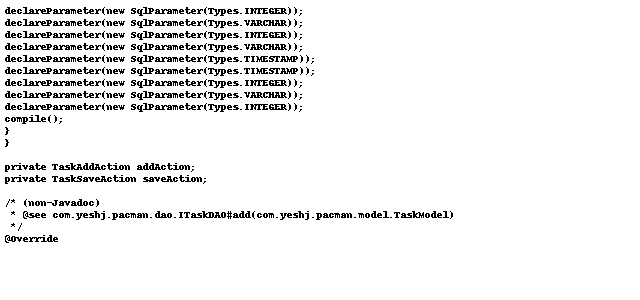 declareParameter(new SqlParameter(Types.INTEGER));
declareParameter(new SqlParameter(Types.VARCHAR));
declareParameter(new SqlParameter(Types.INTEGER));
declareParameter(new SqlParameter(Types.VARCHAR));
declareParameter(new SqlParameter(Types.TIMESTAMP));
declareParameter(new SqlParameter(Types.TIMESTAMP));
declareParameter(new SqlParameter(Types.INTEGER));
declareParameter(new SqlParameter(Types.VARCHAR));
declareParameter(new SqlParameter(Types.INTEGER));
compile();
}
}
private TaskAddAction addAction;
private TaskSaveAction saveAction;
/* (non-Javadoc)
 * @see com.yeshj.pacman.dao.ITaskDAO#add(com.yeshj.pacman.model.TaskModel)
 */
@Override